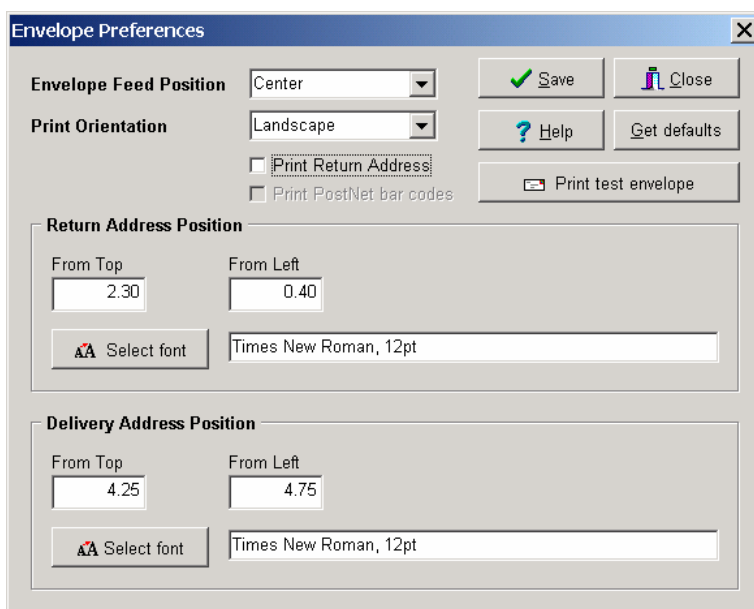 Envelope Preferences
Envelope Feed Position Center Save Close
Print Orientation Landscape Help Get defaults
Print Return Address
Print PostNet bar codes Print test envelope
Return Address Position
From Top From Left
2.30 0.40
Select font Times New Roman, 12pt
Delivery Address Position
From Top From Left
4.25 4.75
Select font Times New Roman, 12pt